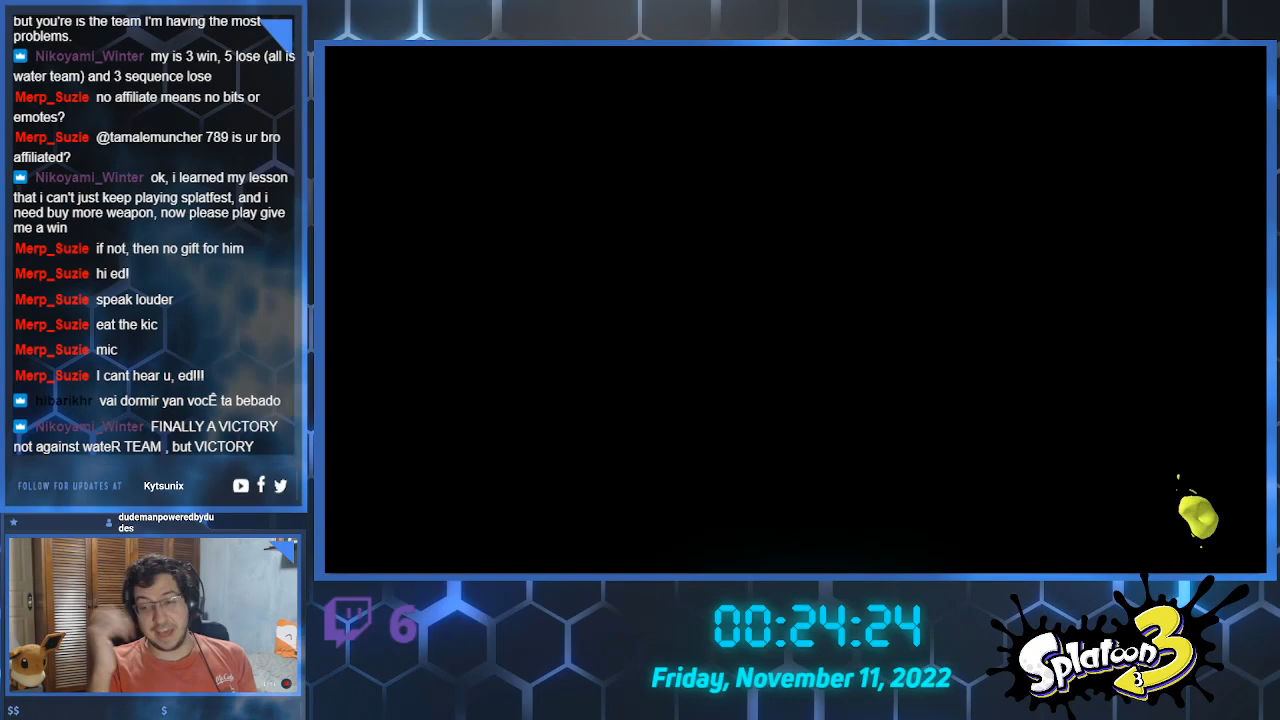 but you're is the team I'm having the most
problems.
Nikoyami_Winter my is 3 win, 5 lose (all is
water team) and 3 sequence lose
Merp_Suzie no affiliate means no bits or
emotes?
Merp_Suzie @tamalemuncher 789 is ur bro
affiliated?
Nikoyami_Winter ok, i learned my lesson
that i can't just keep playing splatfest, and i
need buy more weapon, now please play give
me a win
Merp_Suzie if not, then no gift for him
Merp_Suzie hi ed!
Merp_Suzie speak louder
Merp_Suzie eat the kic
Merp_Suzie mic
Merp_Suzie I cant hear u, ed!!!
hibarikhr vai dormir yan vocÊ ta bebado
Nikoyami_Winter FINALLY A VICTORY
not against wateR TEAM , but VICTORY
FOLLOW FOR UPDATES AT Kytsunix
dudemanpoweredbydu
des
6
00:24:24
Friday, November 11, 2022
Splatoon 3
$$ $